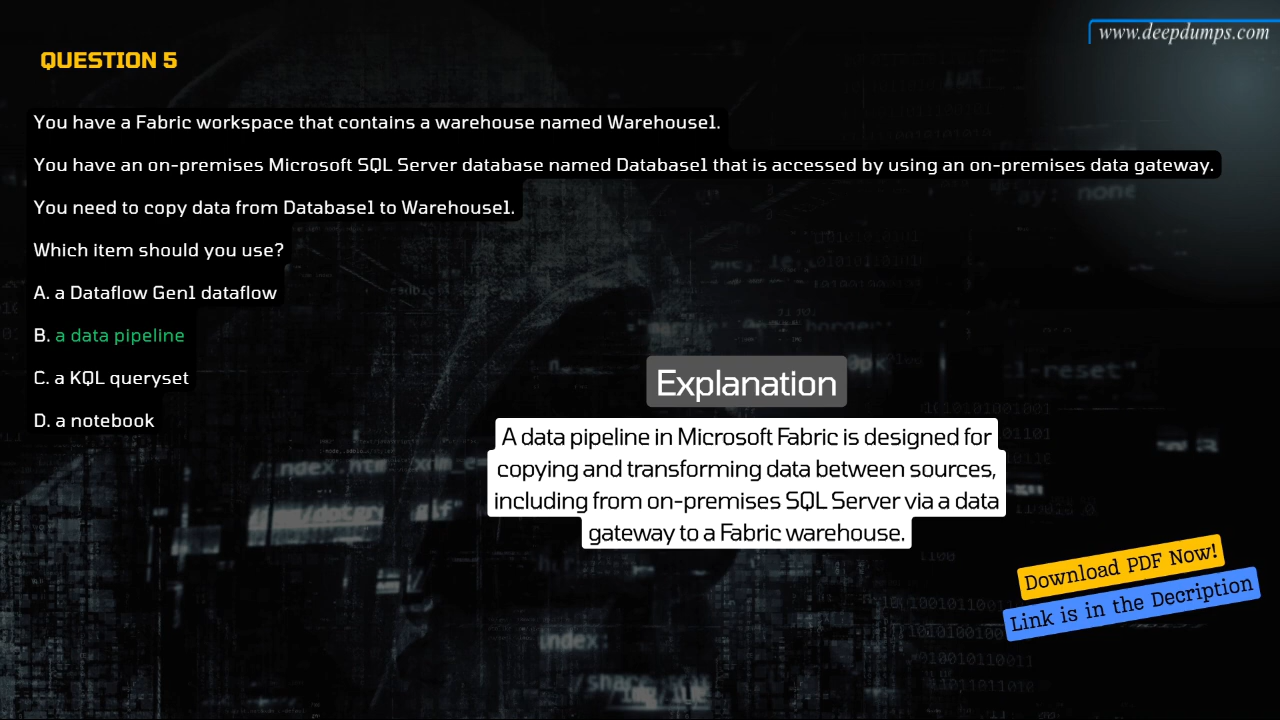 www.deepdumps.com
QUESTION 5
You have a Fabric workspace that contains a warehouse named Warehouse1.
You have an on-premises Microsoft SQL Server database named Database1 that is accessed by using an on-premises data gateway.
You need to copy data from Database1 to Warehouse1.
Which item should you use?
A. a Dataflow Gen1 dataflow
B. a data pipeline
C. a KQL queryset
D. a notebook
Explanation
A data pipeline in Microsoft Fabric is designed for
copying and transforming data between sources,
including from on-premises SQL Server via a data
gateway to a Fabric warehouse.
Download PDF Now!
Link is in the Decription